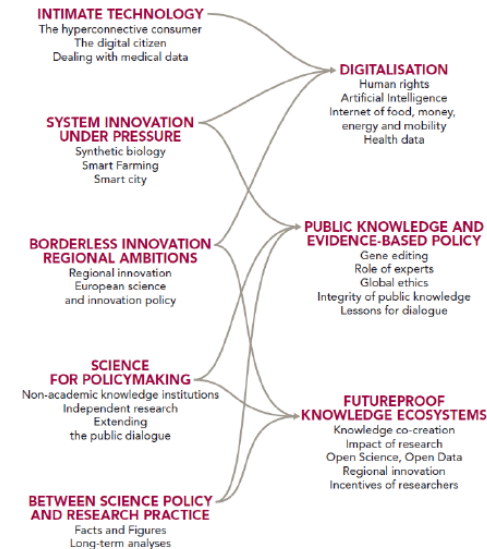 INTIMATE TECHNOLOGY
The hyperconnective consumer
The digital citizen
Dealing with medical data
SYSTEM INNOVATION
UNDER PRESSURE
Synthetic biology
Smart Farming
Smart city
BORDERLESS INNOVATION
REGIONAL AMBITIONS
Regional innovation
European science
and innovation policy
SCIENCE
FOR POLICYMAKING
Non-academic knowledge institutions
Independent research
Extending
the public dialogue
BETWEEN SCIENCE POLICY
AND RESEARCH PRACTICE
Facts and Figures
Long-term analyses
DIGITALISATION
Human rights
Artificial Intelligence
Internet of food, money,
energy and mobility
Health data
PUBLIC KNOWLEDGE AND
EVIDENCE-BASED POLICY
Gene editing
Role of experts
Global ethics
Integrity of public knowledge
Lessons for dialogue
FUTUREPROOF
KNOWLEDGE ECOSYSTEMS
Knowledge co-creation
Impact of research
Open Science, Open Data
Regional innovation
Incentives of researchers